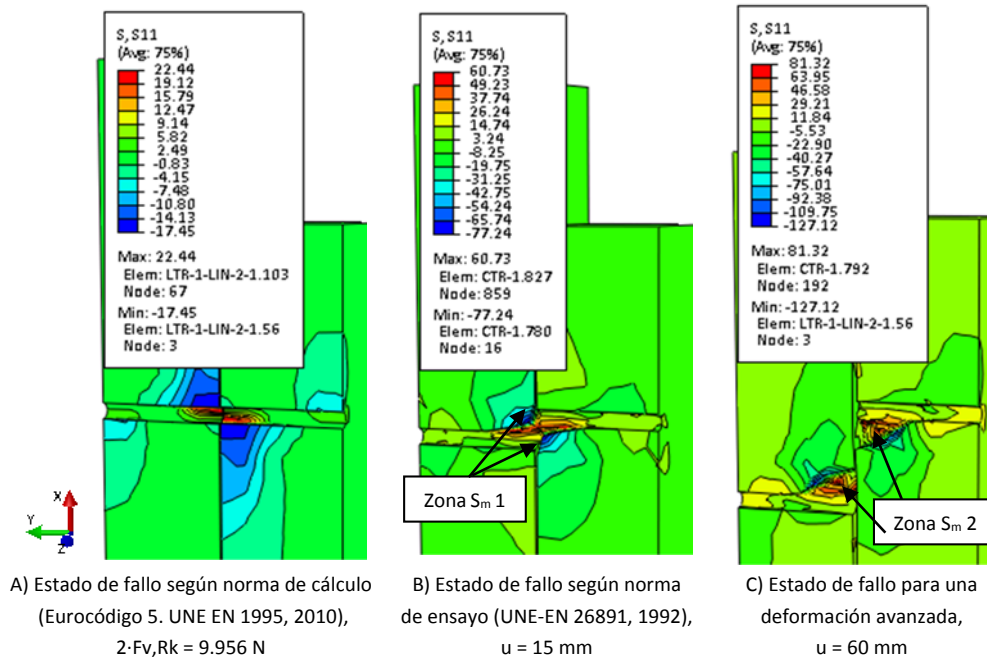 S, S11
(Avg: 75%)
22.44
19.12
15.79
12.47
9.14
5.82
2.49
-0.83
-4.15
-7.48
-10.80
-14.13
-17.45
Max: 22.44
Elem: LTR-1-LIN-2-1.103
Node: 67
Min: -17.45
Elem: LTR-1-LIN-2-1.56
Node: 3
X
Y
Z
A) Estado de fallo según norma de cálculo
(Eurocódigo 5. UNE EN 1995, 2010),
2·Fv,Rk = 9.956 N
S, S11
(Avg: 75%)
60.73
49.23
37.74
26.24
14.74
3.24
-8.25
-19.75
-31.25
-42.75
-54.24
-65.74
-77.24
Max: 60.73
Elem: CTR-1.827
Node: 859
Min: -77.24
Elem: CTR-1.780
Node: 16
Zona Sm 1
B) Estado de fallo según norma
de ensayo (UNE-EN 26891, 1992),
u = 15 mm
S, S11
(Avg: 75%)
81.32
63.95
46.58
29.21
11.84
-5.53
-22.90
-40.27
-57.64
-75.01
-92.38
-109.75
-127.12
Max: 81.32
Elem: CTR-1.792
Node: 192
Min: -127.12
Elem: LTR-1-LIN-2-1.56
Node: 3
Zona Sm 2
C) Estado de fallo para una
deformación avanzada,
u = 60 mm